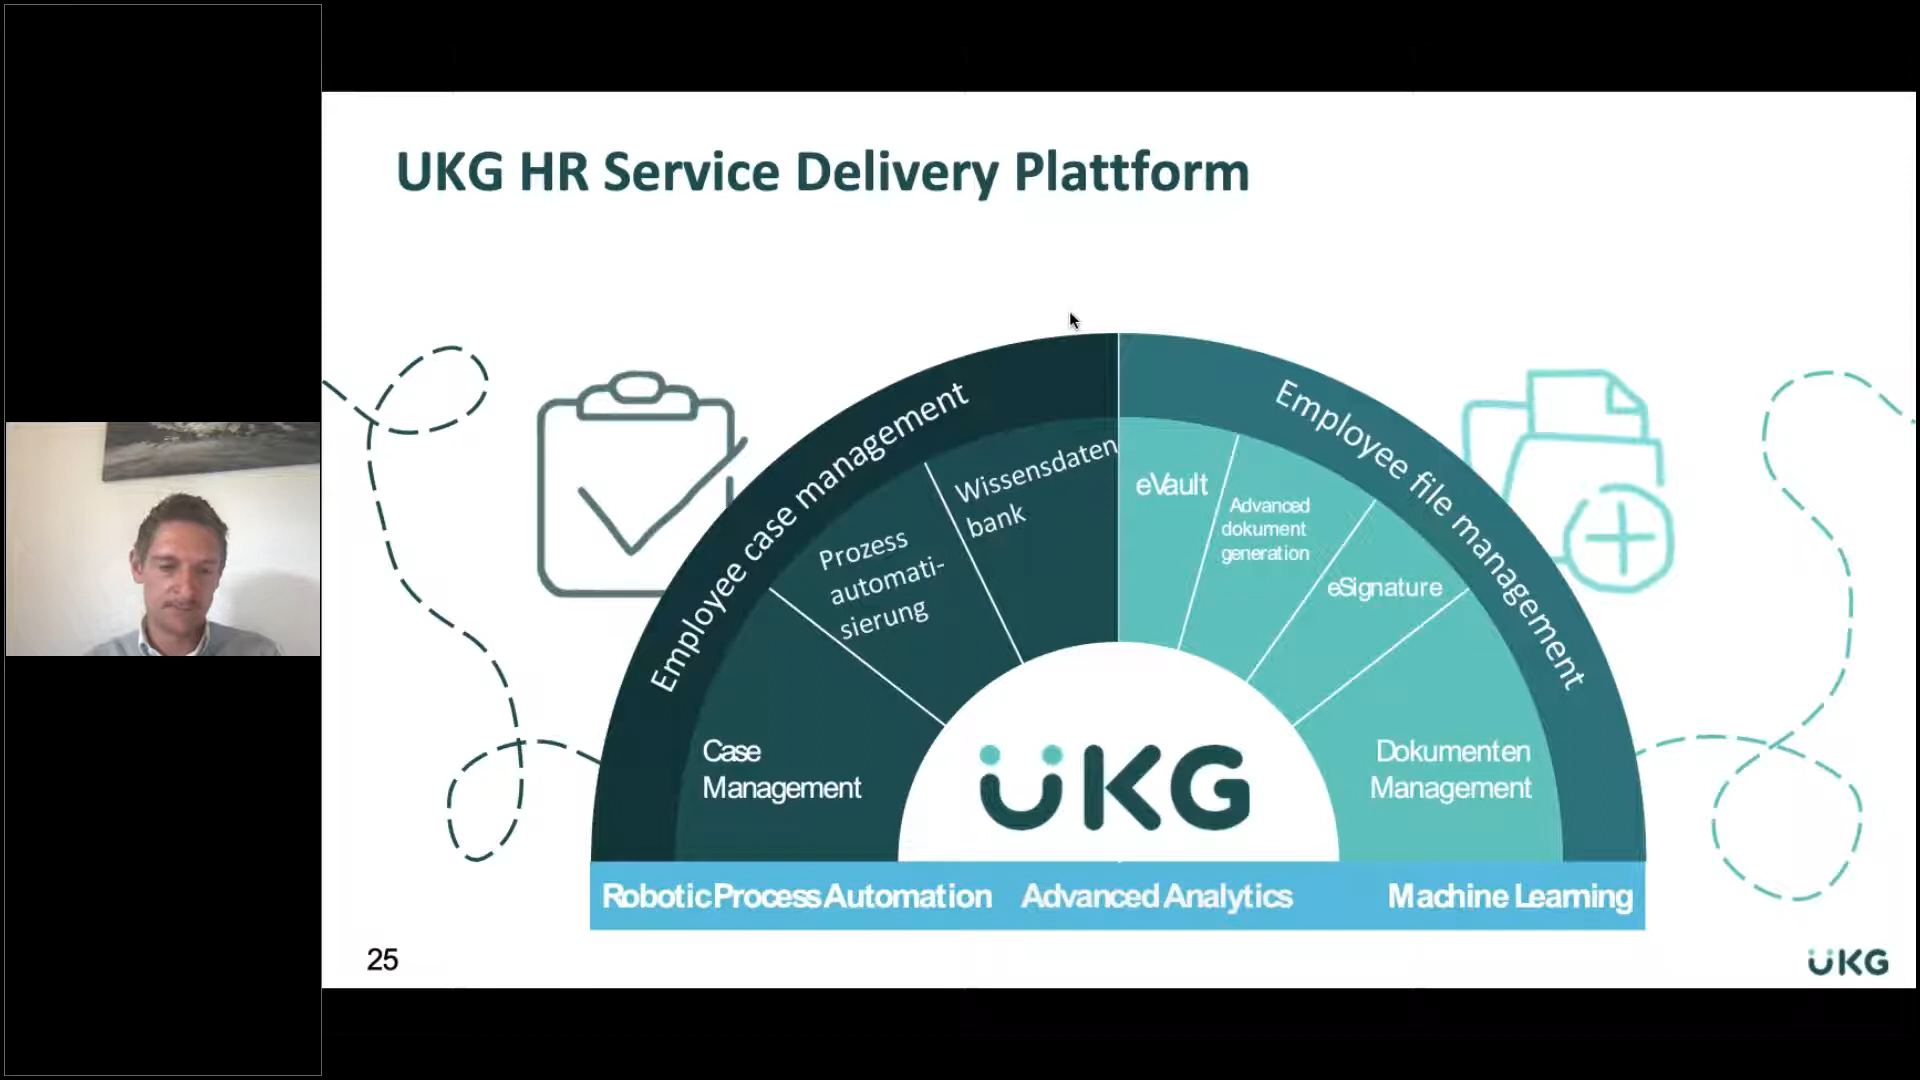 UKG HR Service Delivery Plattform
Employee case management
Employee file management
Case
Management
Prozess
automati-
sierung
Wissensdaten
bank
eVault
Advanced
dokument
generation
eSignature
Dokumenten
Management
UKG
Robotic Process Automation
Advanced Analytics
Machine Learning
25
UKG